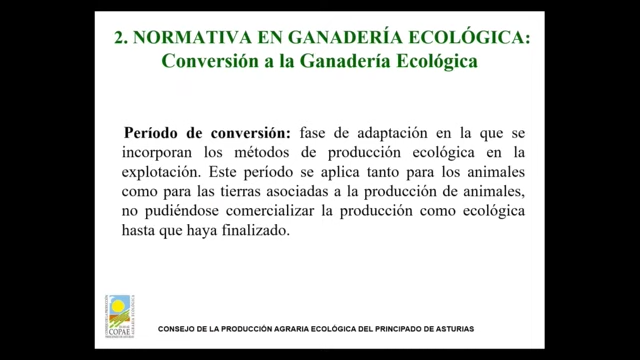 2. NORMATIVA EN GANADERÍA ECOLÓGICA:
Conversión a la Ganadería Ecológica
Período de conversión: fase de adaptación en la que se
incorporan los métodos de producción ecológica en la
explotación. Este período se aplica tanto para los animales
como para las tierras asociadas a la producción de animales,
no pudiéndose comercializar la producción como ecológica
hasta que haya finalizado.
COPAE
CONSEJO DE LA PRODUCCIÓN AGRARIA ECOLÓGICA DEL PRINCIPADO DE ASTURIAS